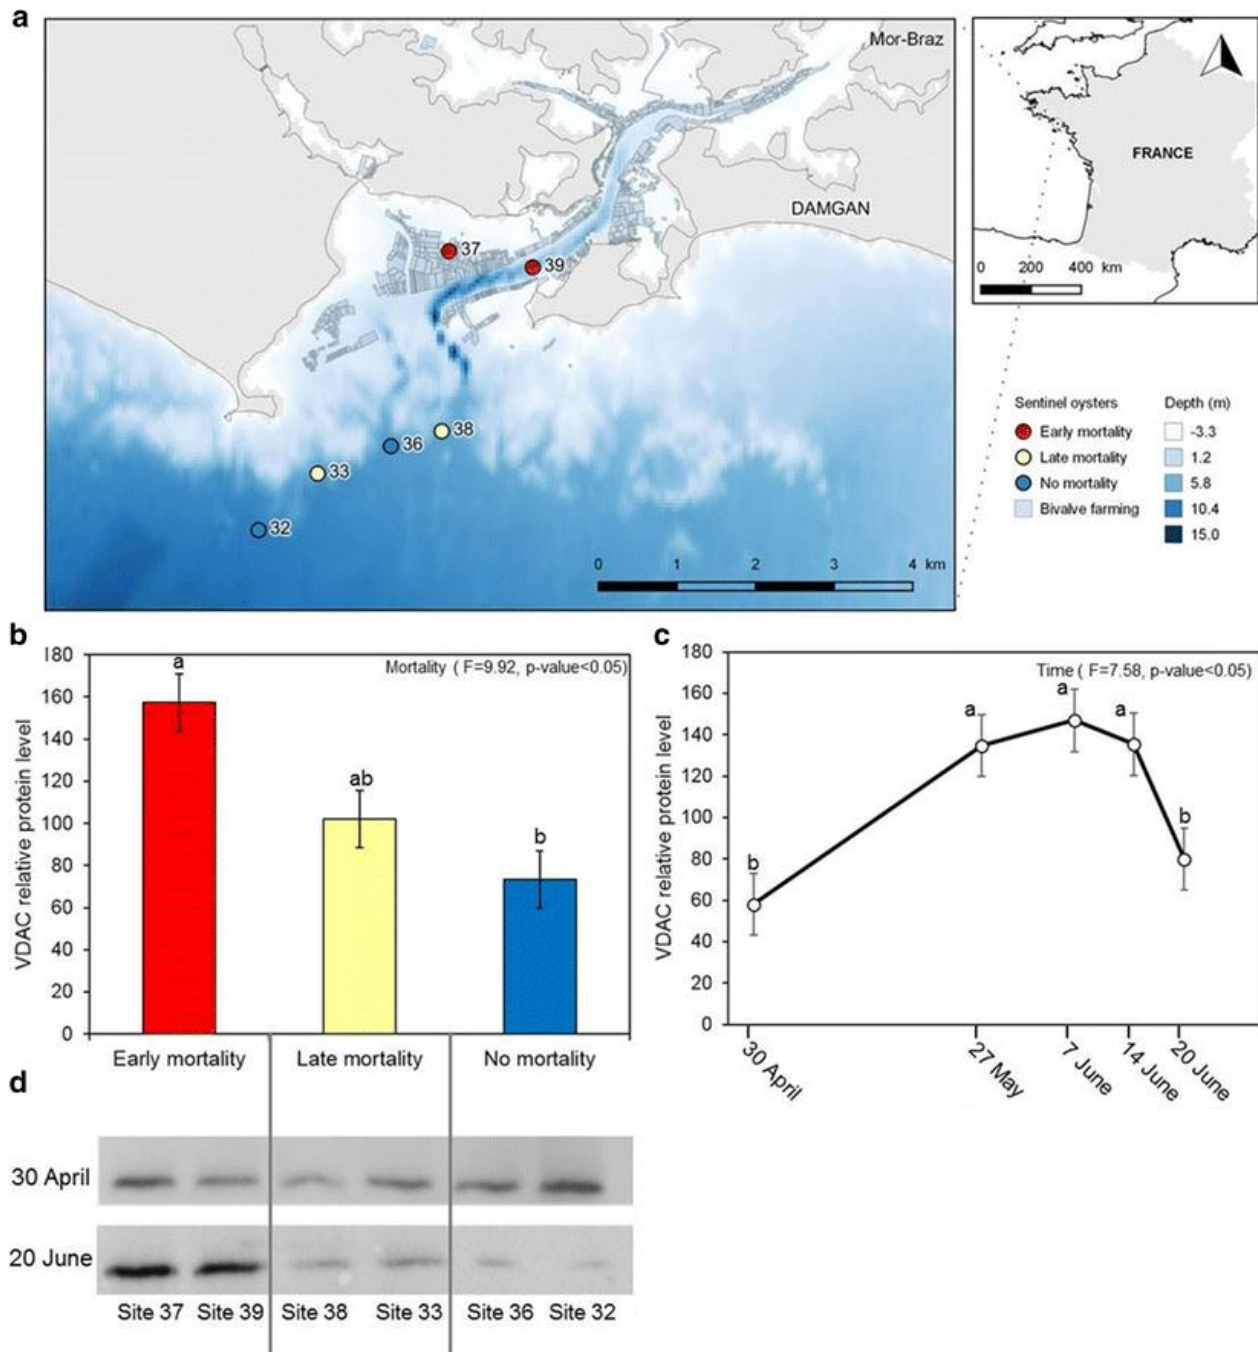 a
Mor-Braz
DAMGAN
37
39
38
36
33
32
0 1 2 3 4 km
FRANCE
0 200 400 km
Sentinel oysters
Early mortality
Late mortality
No mortality
Bivalve farming
Depth (m)
-3.3
1.2
5.8
10.4
15.0
b
Mortality ( F=9.92, p-value<0.05)
VDAC relative protein level
180
160
140
120
100
80
60
40
20
0
a
ab
b
Early mortality Late mortality No mortality
c
Time ( F=7.58, p-value<0.05)
VDAC relative protein level
180
160
140
120
100
80
60
40
20
0
b
a
a
a
b
30 April
27 May
7 June
14 June
20 June
d
30 April
20 June
Site 37 Site 39 Site 38 Site 33 Site 36 Site 32